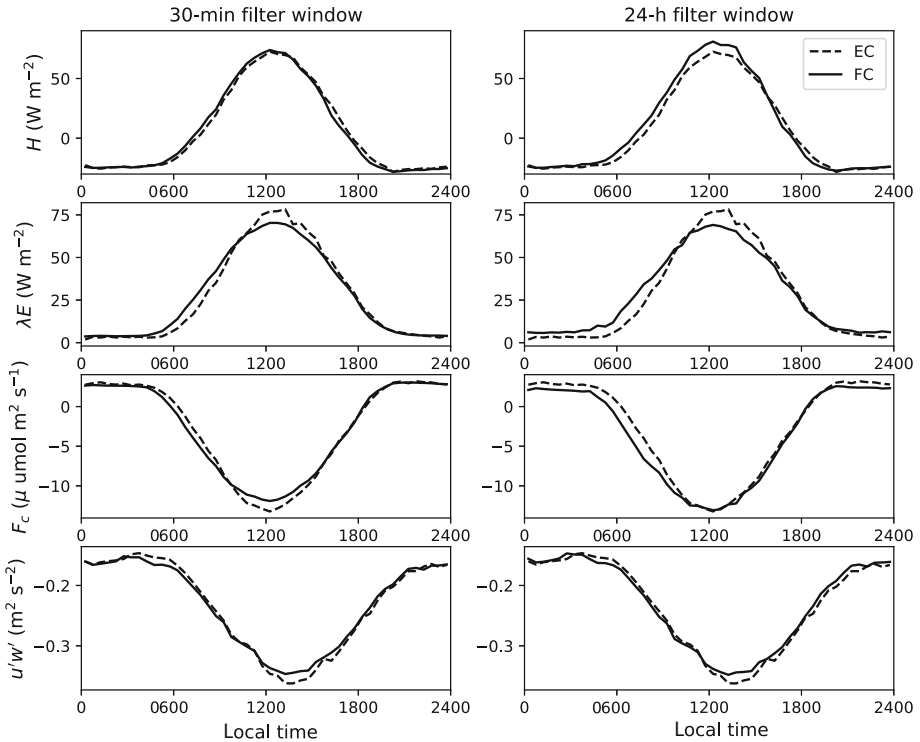 30-min filter window
24-h filter window
H (W m⁻²)
50
0
0600 1200 1800 2400
50
0
EC
FC
0 0600 1200 1800 2400
λE (W m⁻²)
75
50
25
0
0 0600 1200 1800 2400
75
50
25
0
0 0600 1200 1800 2400
F_c (μ umol m² s⁻¹)
0
−5
−10
0 0600 1200 1800 2400
0
−5
−10
0 0600 1200 1800 2400
u'w' (m² s⁻²)
−0.2
−0.3
0 0600 1200 1800 2400
Local time
−0.2
−0.3
0 0600 1200 1800 2400
Local time